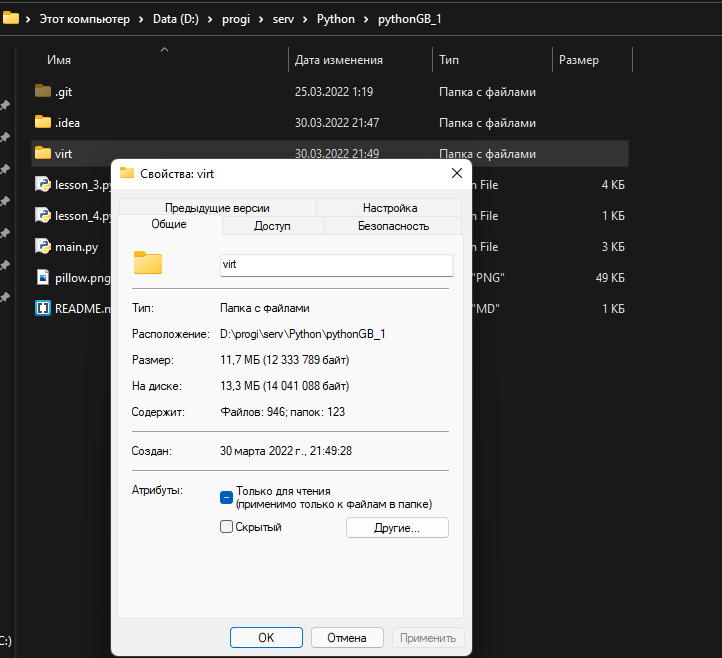 Этот компьютер > Data (D:) > progi > serv > Python > pythonGB_1
Имя Дата изменения Тип Размер
.git 25.03.2022 1:19 Папка с файлами
.idea 30.03.2022 21:47 Папка с файлами
virt 30.03.2022 21:49 Папка с файлами
Свойства: virt
lesson_3.py n File 4 КБ
lesson_4.py n File 1 КБ
main.py n File 3 КБ
pillow.png "PNG" 49 КБ
README.m "MD" 1 КБ
Предыдущие версии Настройка
Общие Доступ Безопасность
virt
Тип: Папка с файлами
Расположение: D:\progi\serv\Python\pythonGB_1
Размер: 11,7 МБ (12 333 789 байт)
На диске: 13,3 МБ (14 041 088 байт)
Содержит: Файлов: 946; папок: 123
Создан: 30 марта 2022 г., 21:49:28
Атрибуты: Только для чтения
(применимо только к файлам в папке)
Скрытый Другие...
C:)
OK Отмена Применить